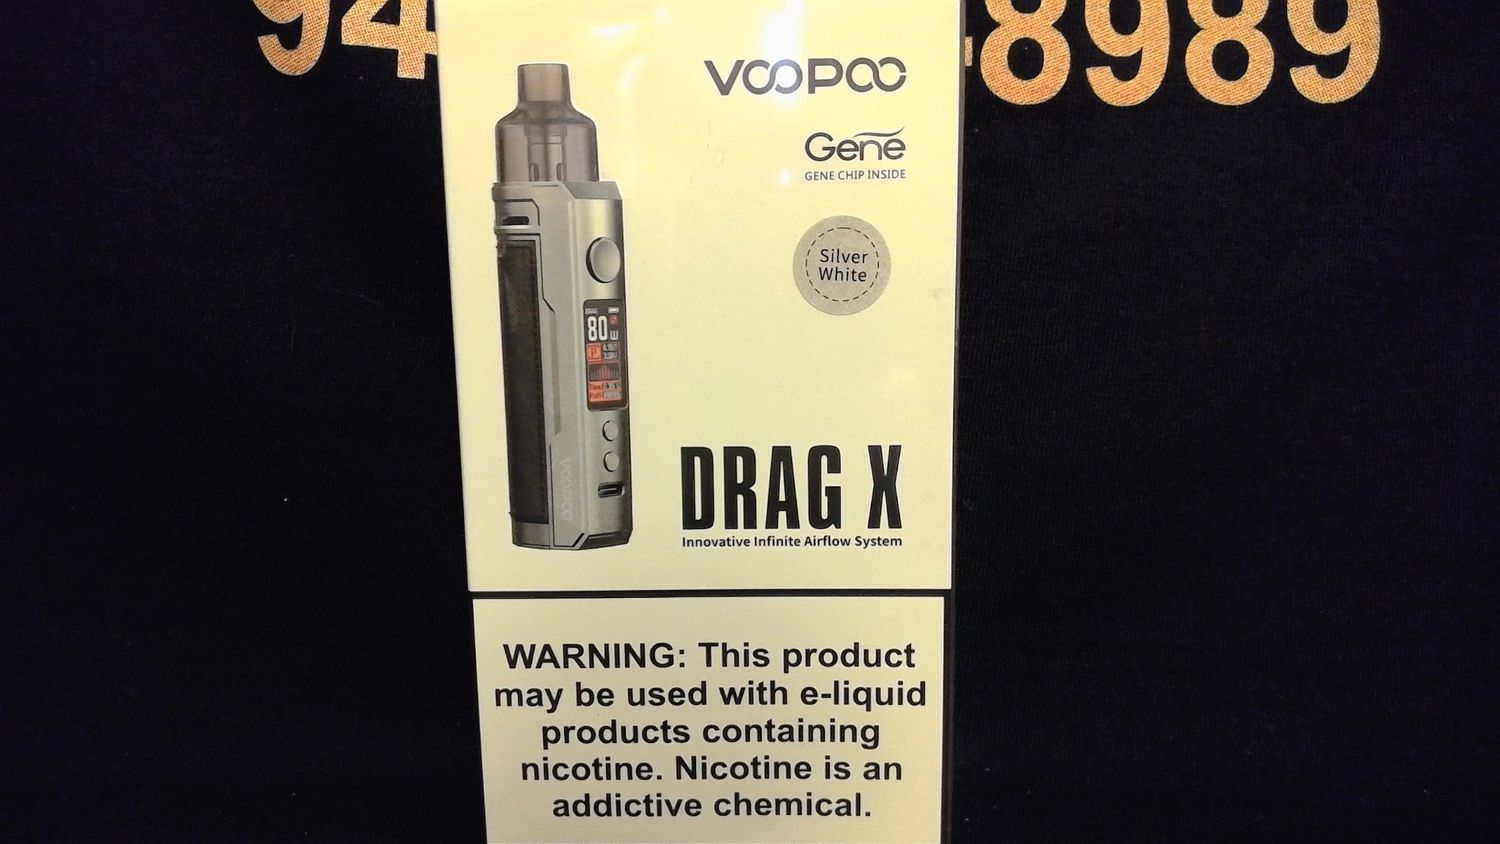 94
8989
VOOPOO
Gene
GENE CHIP INSIDE
Silver
White
80 W
VOOPOO
DRAG X
Innovative Infinite Airflow System
WARNING: This product
may be used with e-liquid
products containing
nicotine. Nicotine is an
addictive chemical.